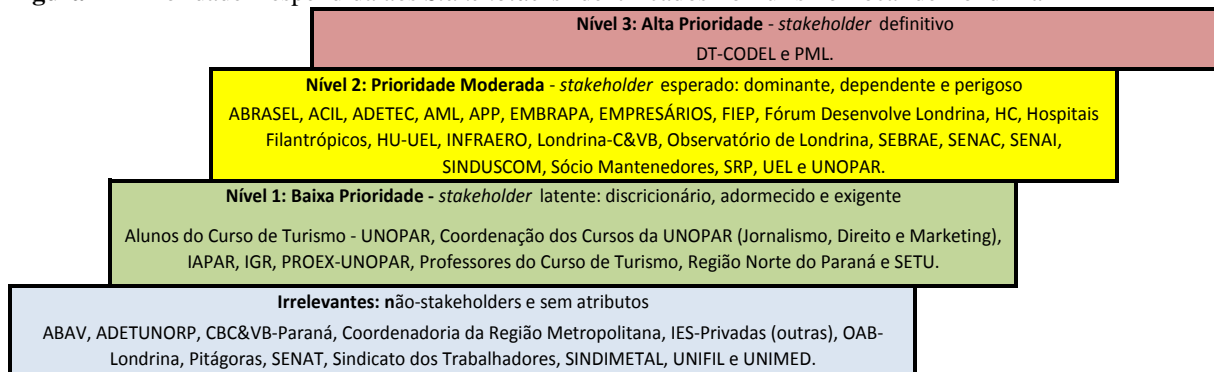 Nível 3: Alta Prioridade - stakeholder definitivo
DT-CODEL e PML.
Nível 2: Prioridade Moderada - stakeholder esperado: dominante, dependente e perigoso
ABRASEL, ACIL, ADETEC, AML, APP, EMBRAPA, EMPRESÁRIOS, FIEP, Fórum Desenvolve Londrina, HC, Hospitais
Filantrópicos, HU-UEL, INFRAERO, Londrina-C&VB, Observatório de Londrina, SEBRAE, SENAC, SENAI,
SINDUSCOM, Sócio Mantenedores, SRP, UEL e UNOPAR.
Nível 1: Baixa Prioridade - stakeholder latente: discricionário, adormecido e exigente
Alunos do Curso de Turismo - UNOPAR, Coordenação dos Cursos da UNOPAR (Jornalismo, Direito e Marketing),
IAPAR, IGR, PROEX-UNOPAR, Professores do Curso de Turismo, Região Norte do Paraná e SETU.
Irrelevantes: não-stakeholders e sem atributos
ABAV, ADETUNORP, CBC&VB-Paraná, Coordenadoria da Região Metropolitana, IES-Privadas (outras), OAB-
Londrina, Pitágoras, SENAT, Sindicato dos Trabalhadores, SINDIMETAL, UNIFIL e UNIMED.